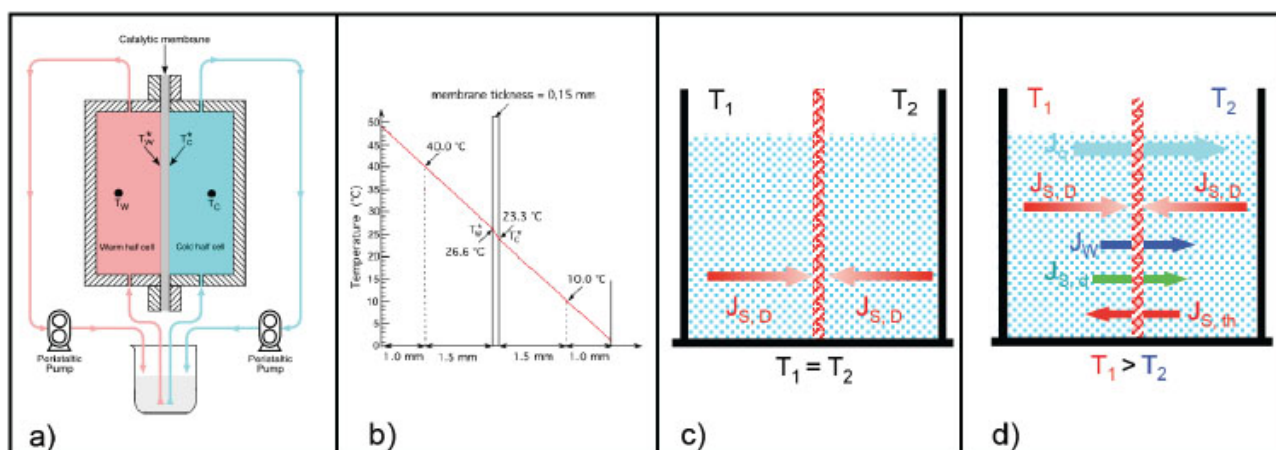 Catalytic membrane
T*W
T*C
TW
TC
Warm half cell
Cold half cell
Peristaltic
Pump
Peristaltic
Pump
a)
membrane tickness = 0,15 mm
Temperature (°C)
50
45
40
35
30
25
20
15
10
5
0
40.0 °C
23.3 °C
T*W
T*C
26.6 °C
10.0 °C
1.0 mm
1.5 mm
1.5 mm
1.0 mm
b)
T1
T2
JS, D
JS, D
T1 = T2
c)
T1
T2
JS, D
JS, D
JW
JS, th
T1 > T2
d)